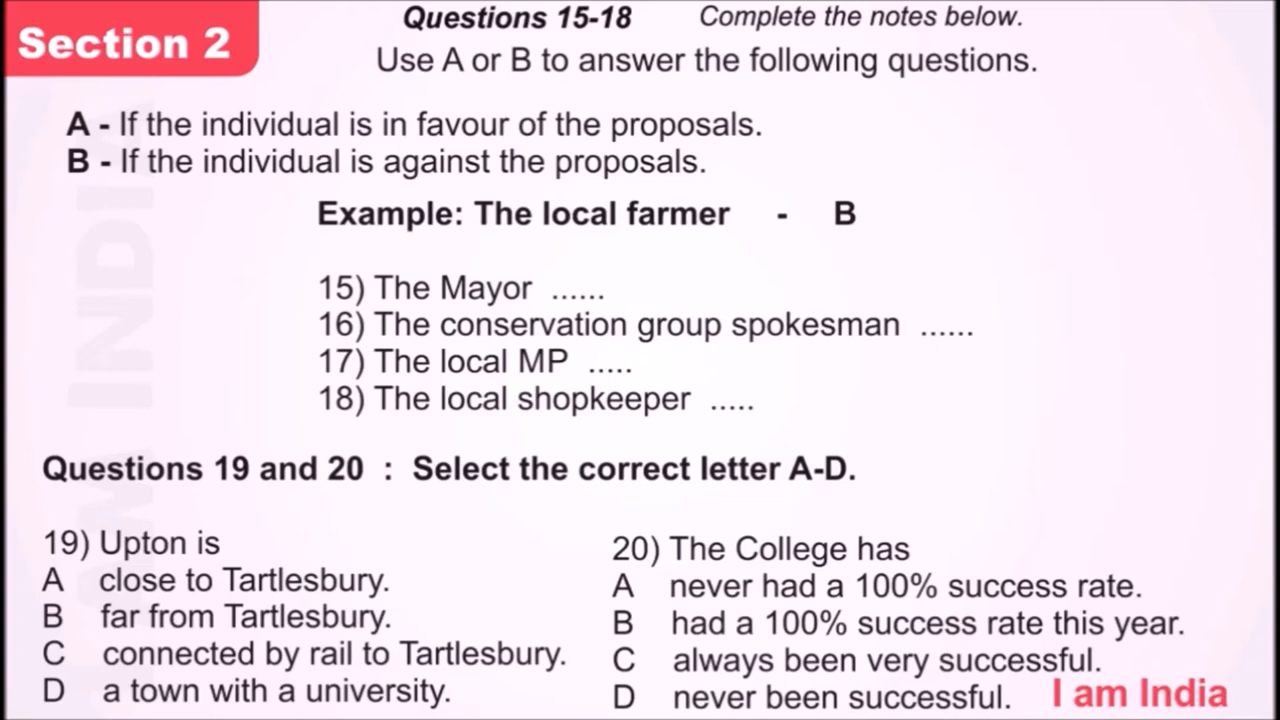 Section 2
Questions 15-18 Complete the notes below.
Use A or B to answer the following questions.
A - If the individual is in favour of the proposals.
B - If the individual is against the proposals.
Example: The local farmer - B
15) The Mayor ......
16) The conservation group spokesman ......
17) The local MP .....
18) The local shopkeeper .....
Questions 19 and 20 : Select the correct letter A-D.
19) Upton is
A close to Tartlesbury.
B far from Tartlesbury.
C connected by rail to Tartlesbury.
D a town with a university.
20) The College has
A never had a 100% success rate.
B had a 100% success rate this year.
C always been very successful.
D never been successful.
I am India
I AM INDIA